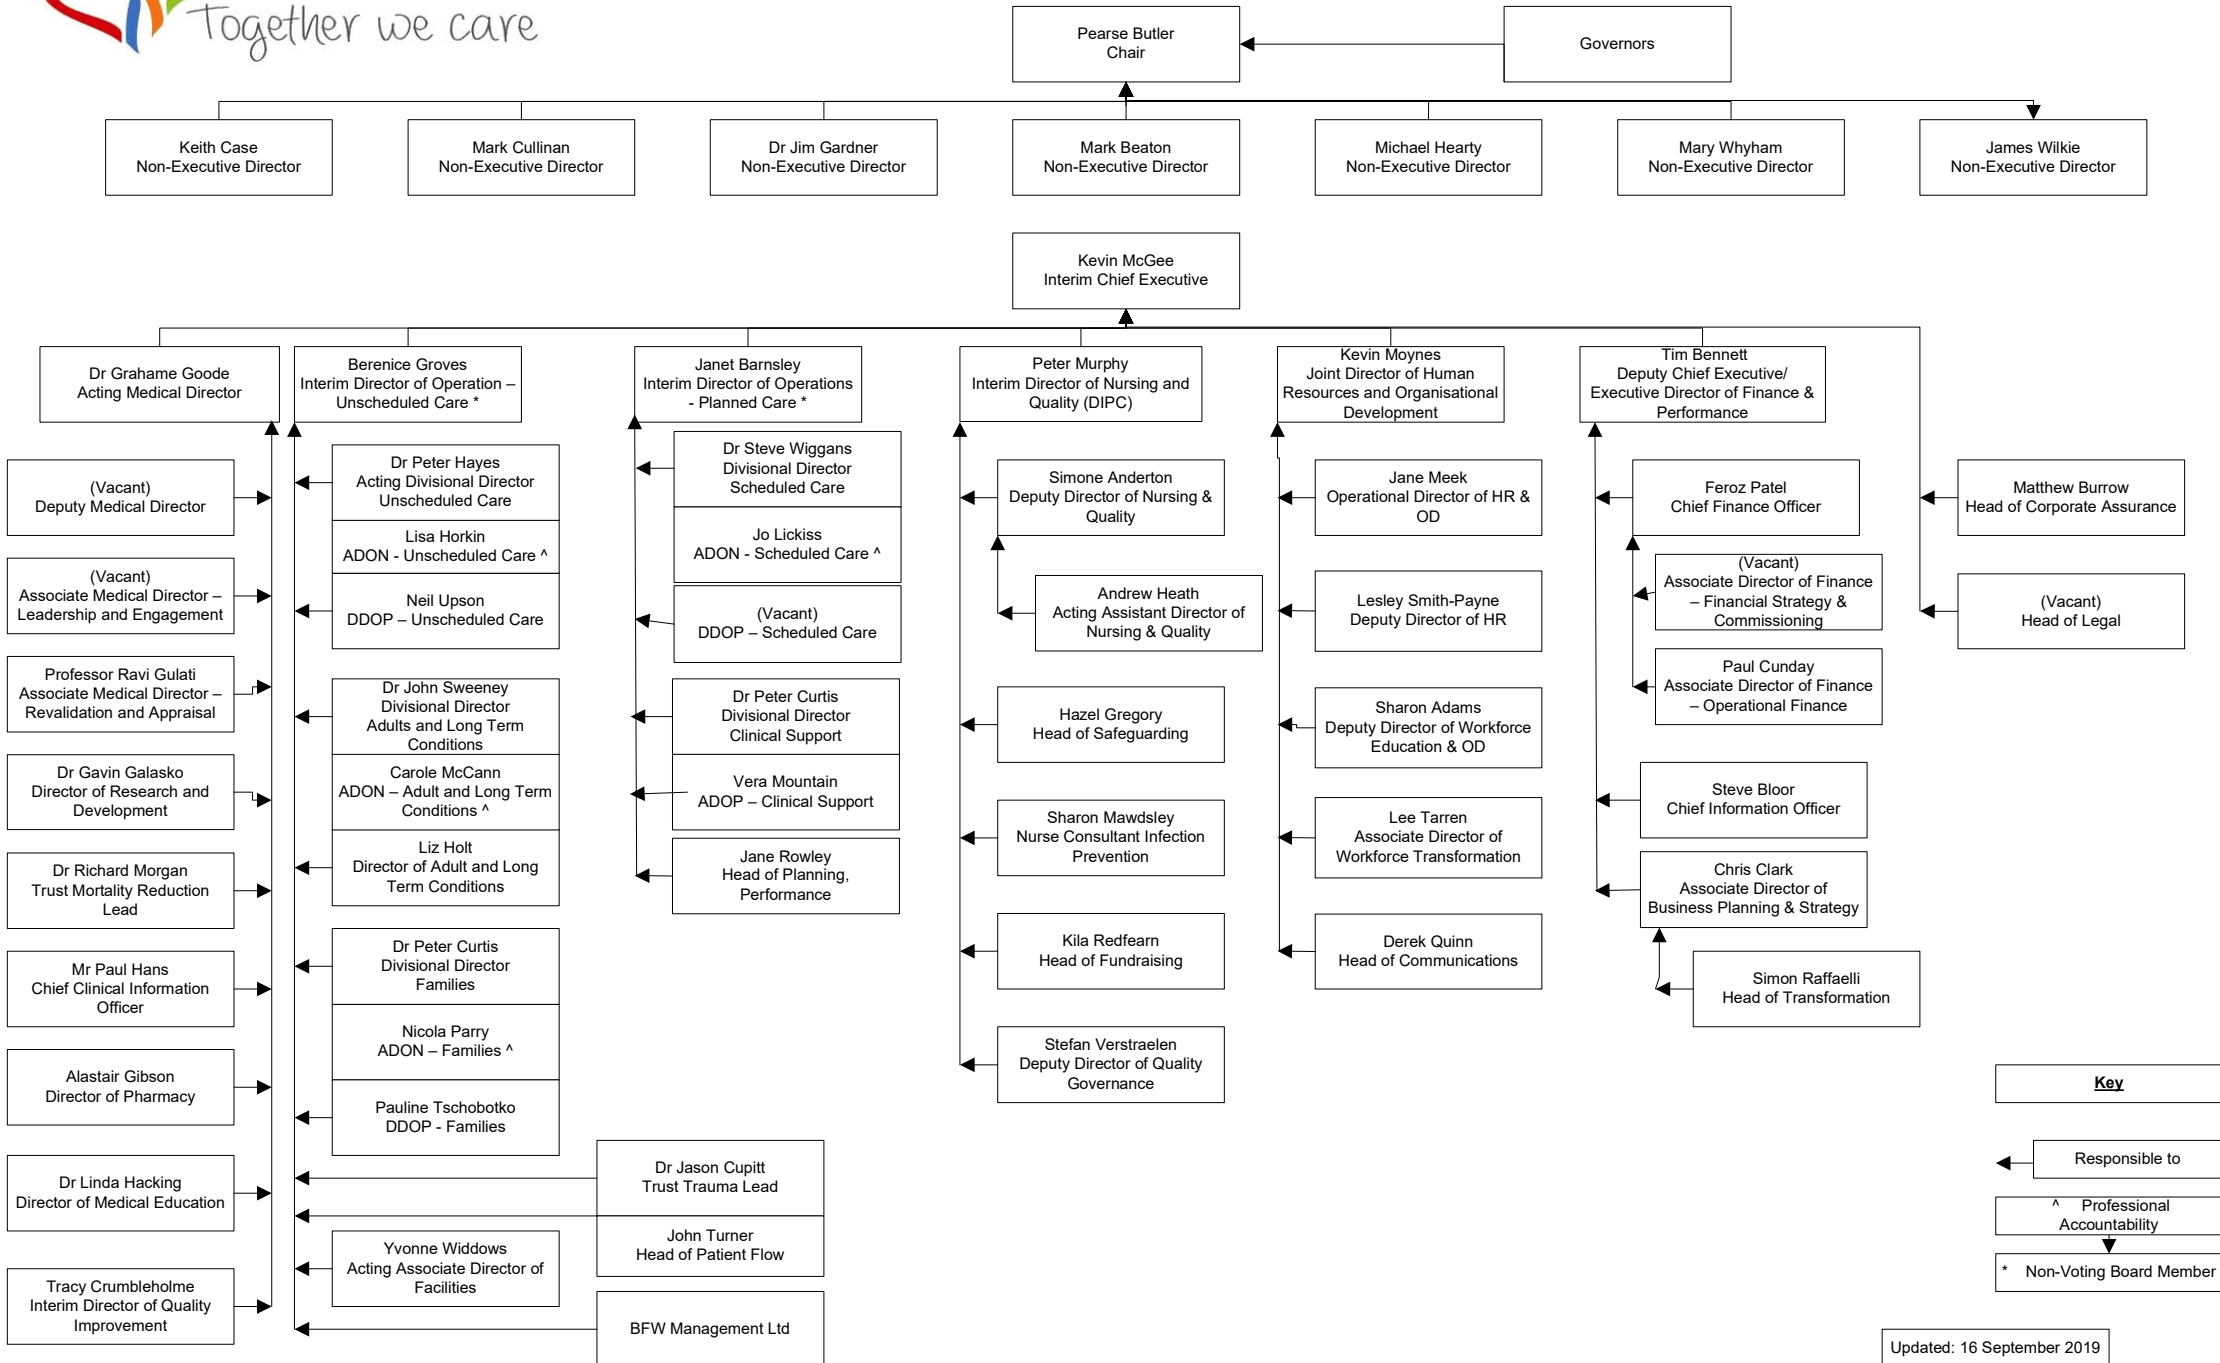 Together we care
Pearse Butler
Chair
Governors
Keith Case
Non-Executive Director
Mark Cullinan
Non-Executive Director
Dr Jim Gardner
Non-Executive Director
Mark Beaton
Non-Executive Director
Michael Hearty
Non-Executive Director
Mary Whyham
Non-Executive Director
James Wilkie
Non-Executive Director
Kevin McGee
Interim Chief Executive
Dr Grahame Goode
Acting Medical Director
Berenice Groves
Interim Director of Operation –
Unscheduled Care *
Janet Barnsley
Interim Director of Operations
- Planned Care *
Peter Murphy
Interim Director of Nursing and
Quality (DIPC)
Kevin Moynes
Joint Director of Human
Resources and Organisational
Development
Tim Bennett
Deputy Chief Executive/
Executive Director of Finance &
Performance
(Vacant)
Deputy Medical Director
(Vacant)
Associate Medical Director –
Leadership and Engagement
Professor Ravi Gulati
Associate Medical Director –
Revalidation and Appraisal
Dr Gavin Galasko
Director of Research and
Development
Dr Richard Morgan
Trust Mortality Reduction
Lead
Mr Paul Hans
Chief Clinical Information
Officer
Alastair Gibson
Director of Pharmacy
Dr Linda Hacking
Director of Medical Education
Tracy Crumbleholme
Interim Director of Quality
Improvement
Dr Peter Hayes
Acting Divisional Director
Unscheduled Care
Lisa Horkin
ADON - Unscheduled Care ^
Neil Upson
DDOP – Unscheduled Care
Dr John Sweeney
Divisional Director
Adults and Long Term
Conditions
Carole McCann
ADON – Adult and Long Term
Conditions ^
Liz Holt
Director of Adult and Long
Term Conditions
Dr Peter Curtis
Divisional Director
Families
Nicola Parry
ADON – Families ^
Pauline Tschobotko
DDOP - Families
Dr Jason Cupitt
Trust Trauma Lead
John Turner
Head of Patient Flow
Yvonne Widdows
Acting Associate Director of
Facilities
BFW Management Ltd
Dr Steve Wiggans
Divisional Director
Scheduled Care
Jo Lickiss
ADON - Scheduled Care ^
(Vacant)
DDOP – Scheduled Care
Dr Peter Curtis
Divisional Director
Clinical Support
Vera Mountain
ADOP – Clinical Support
Jane Rowley
Head of Planning,
Performance
Simone Anderton
Deputy Director of Nursing &
Quality
Andrew Heath
Acting Assistant Director of
Nursing & Quality
Hazel Gregory
Head of Safeguarding
Sharon Mawdsley
Nurse Consultant Infection
Prevention
Kila Redfearn
Head of Fundraising
Stefan Verstraelen
Deputy Director of Quality
Governance
Jane Meek
Operational Director of HR &
OD
Lesley Smith-Payne
Deputy Director of HR
Sharon Adams
Deputy Director of Workforce
Education & OD
Lee Tarren
Associate Director of
Workforce Transformation
Derek Quinn
Head of Communications
Feroz Patel
Chief Finance Officer
(Vacant)
Associate Director of Finance
– Financial Strategy &
Commissioning
Paul Cunday
Associate Director of Finance
– Operational Finance
Steve Bloor
Chief Information Officer
Chris Clark
Associate Director of
Business Planning & Strategy
Simon Raffaelli
Head of Transformation
Matthew Burrow
Head of Corporate Assurance
(Vacant)
Head of Legal
Key
Responsible to
^ Professional
Accountability
* Non-Voting Board Member
Updated: 16 September 2019